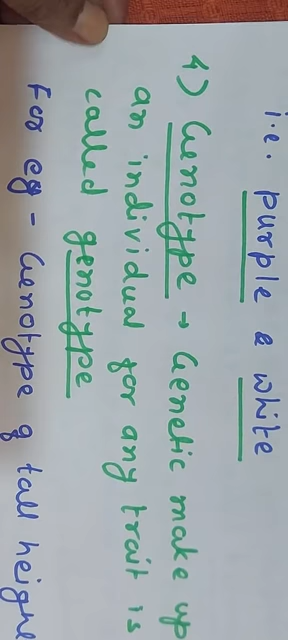 i.e. purple & white
4) Genotype → Genetic make up
an individual for any trait is
called genotype
For eg - Genotype of tall heigh